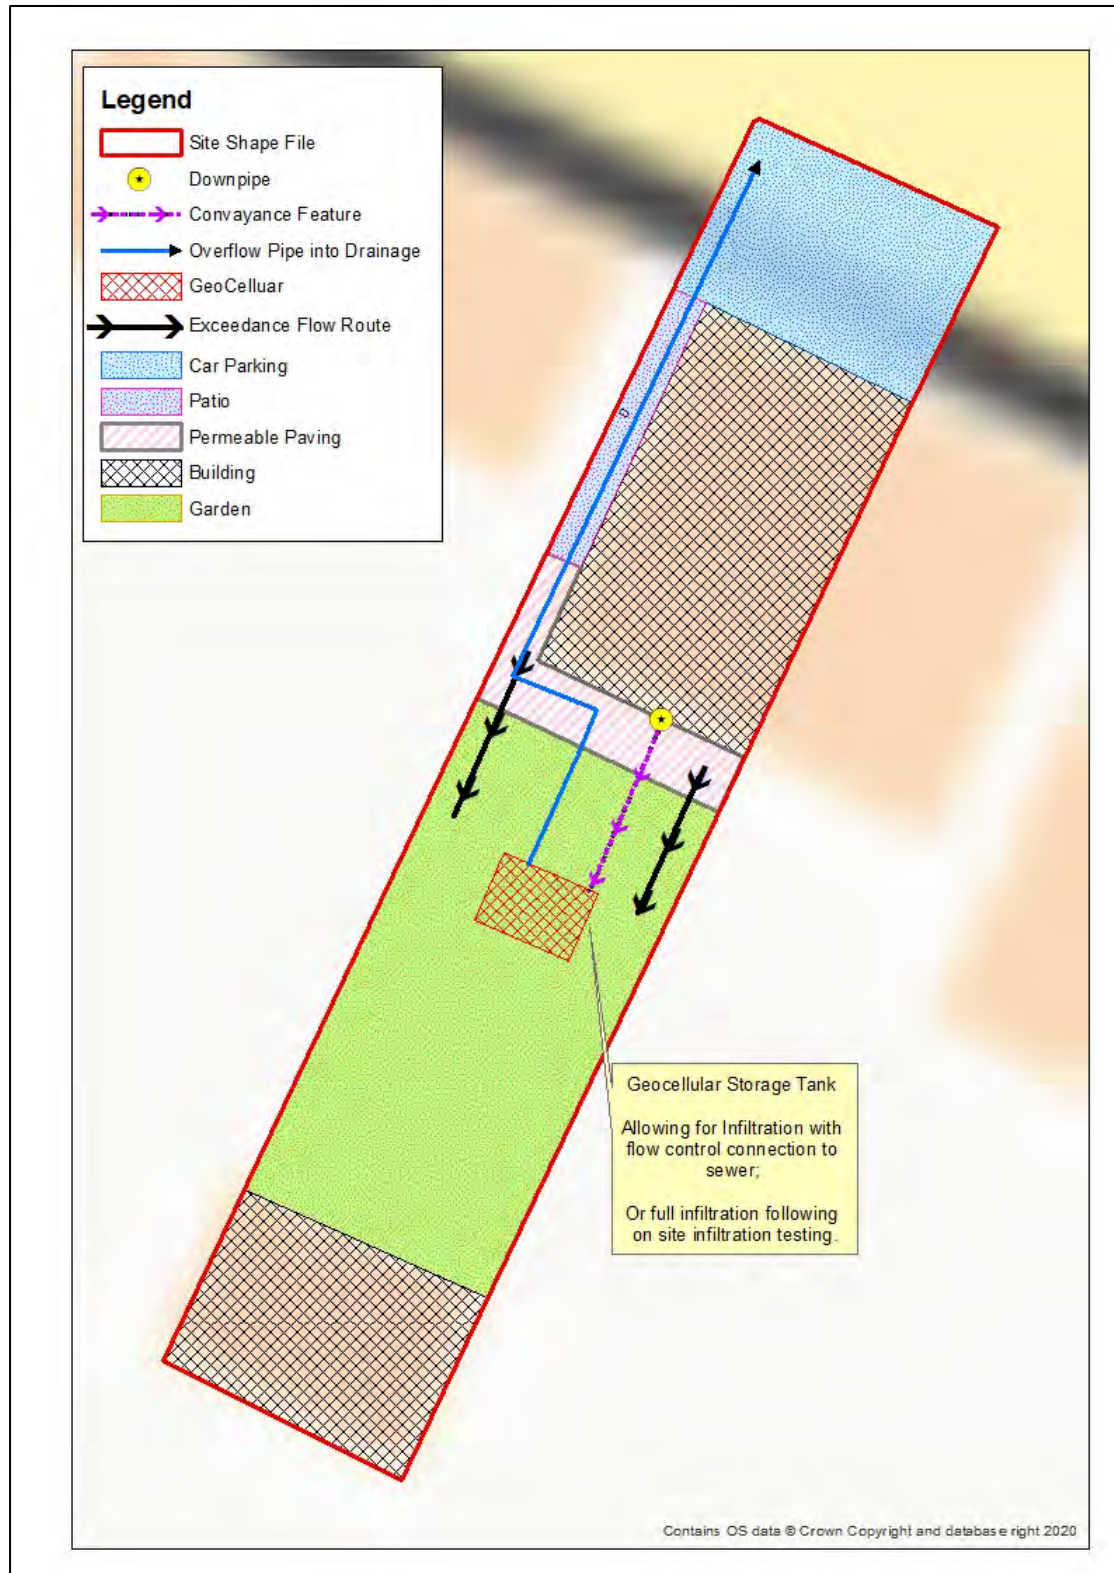 Legend
Site Shape File
Downpipe
Convayance Feature
Overflow Pipe into Drainage
GeoCelluar
Exceedance Flow Route
Car Parking
Patio
Permeable Paving
Building
Garden
Geocellular Storage Tank
Allowing for Infiltration with
flow control connection to
sewer;
Or full infiltration following
on site infiltration testing.
Contains OS data © Crown Copyright and database right 2020